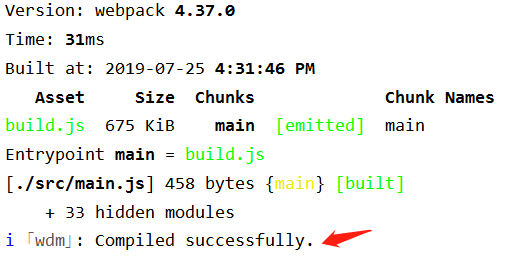 Version: webpack 4.37.0
Time: 31ms
Built at: 2019-07-25 4:31:46 PM
Asset Size Chunks Chunk Names
build.js 675 KiB main [emitted] main
Entrypoint main = build.js
[./src/main.js] 458 bytes {main} [built]
+ 33 hidden modules
i 「wdm」: Compiled successfully.